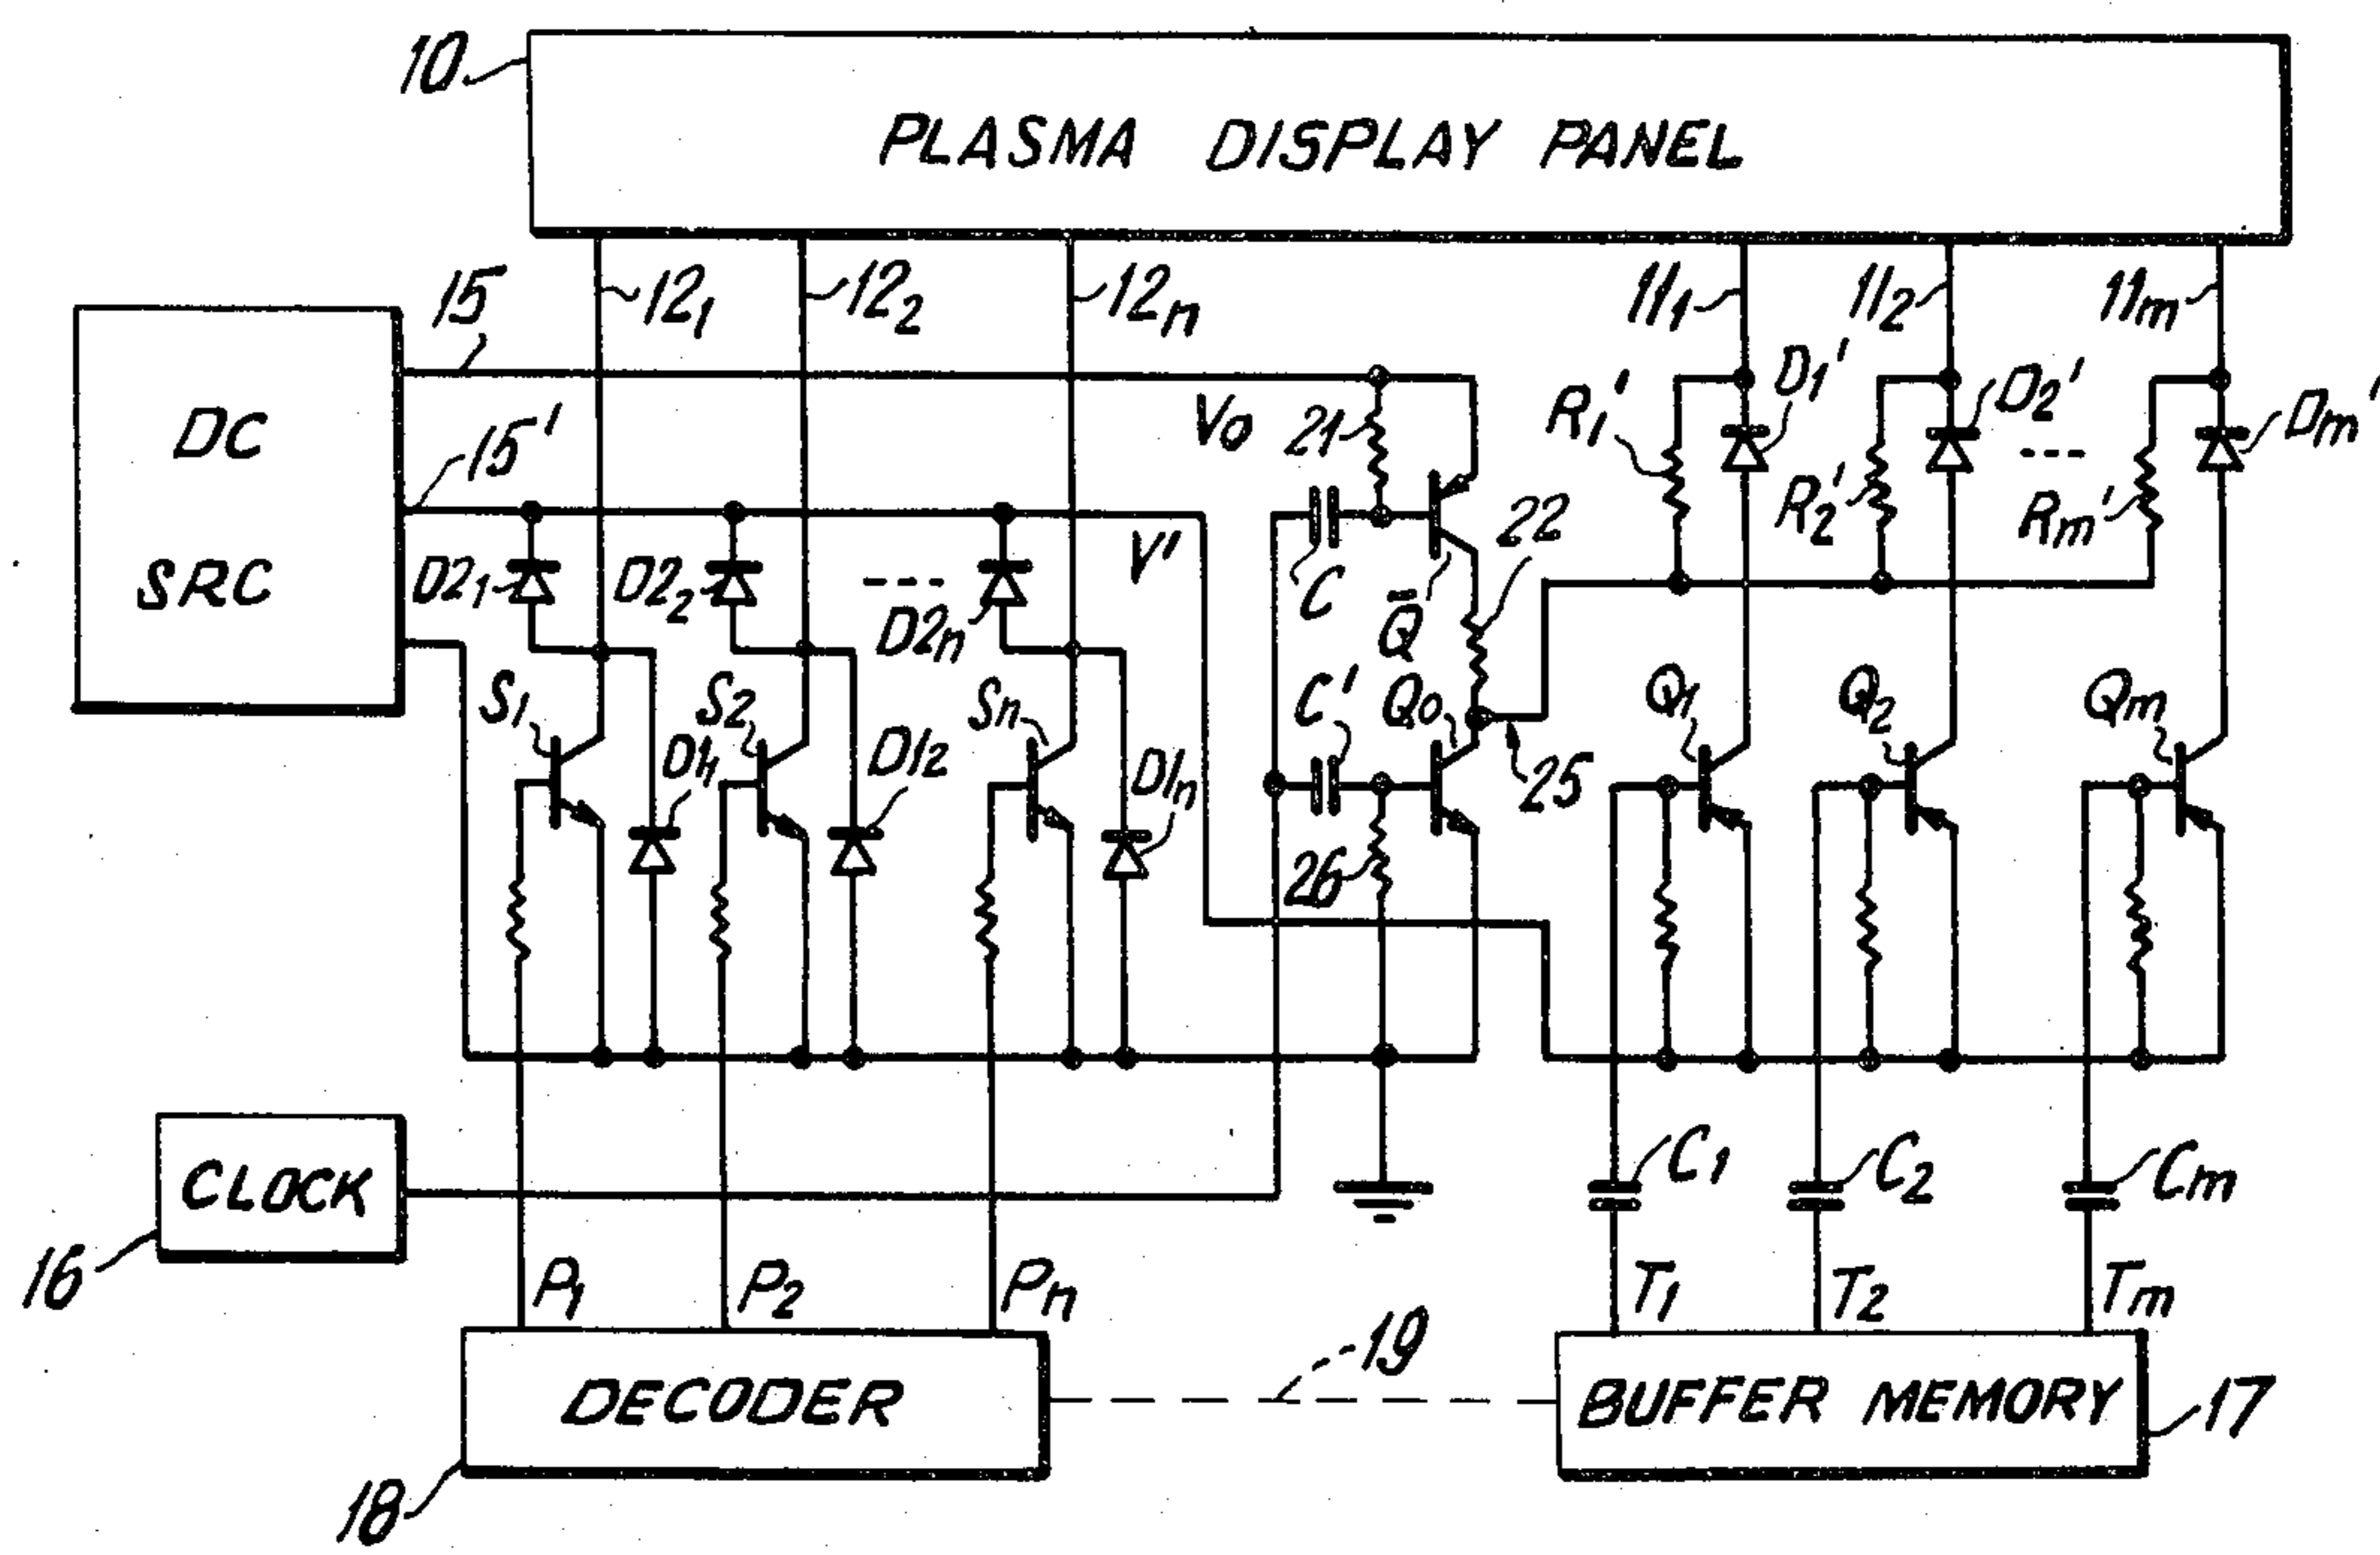 10
PLASMA DISPLAY PANEL
15
12₁
12₂
12n
11₁
11₂
11m
DC
SRC
15'
V₀
21
R₁'
D₁'
D₂'
Dm'
---
R₂'
Rm'
D2₁
D2₂
---
D2n
V'
C
Q̄
22
S₁
S₂
Sn
D1₁
D1₂
D1n
C'
Q₀
25
26
Q₁
Q₂
Qm
CLOCK
16
C₁
C₂
Cm
P₁
P₂
Pn
T₁
T₂
Tm
19
DECODER
BUFFER MEMORY
17
18